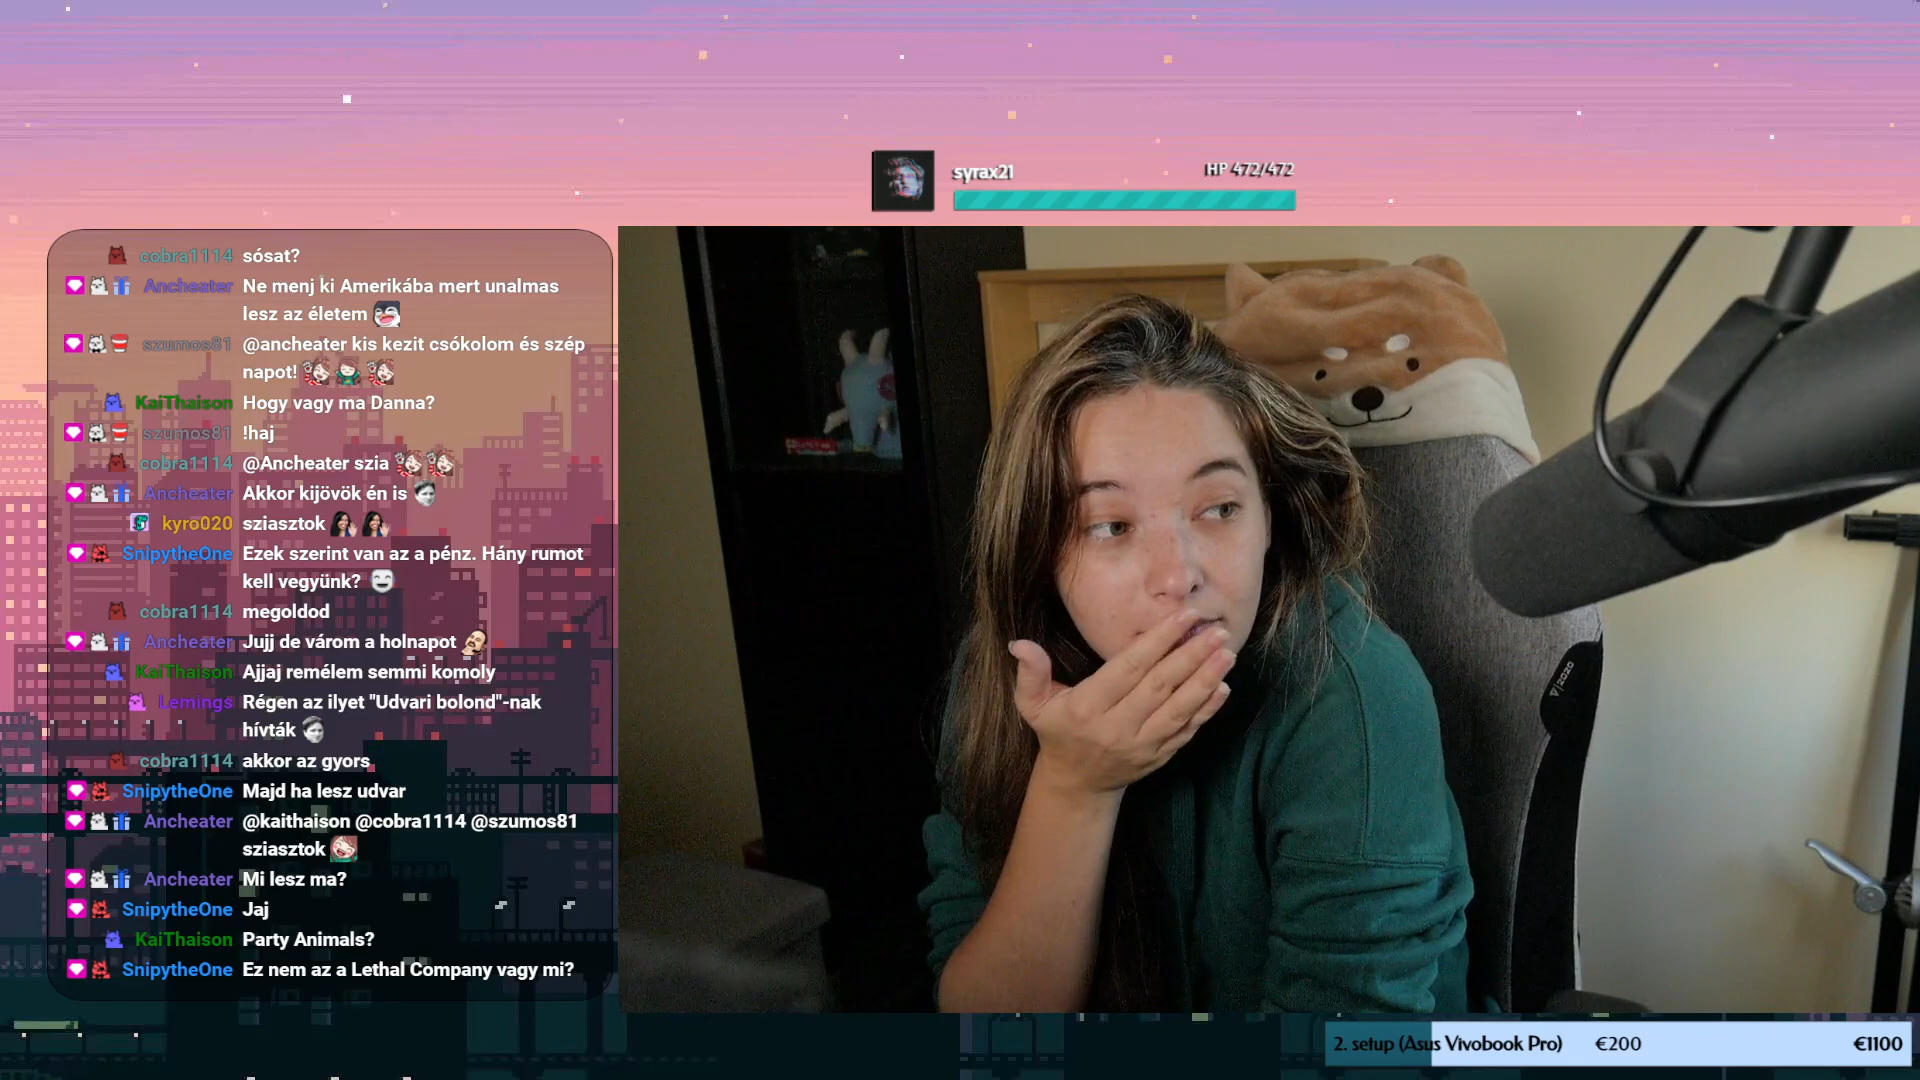 syrax21 HP 472/472
cobra1114 sósat?
Ancheater Ne menj ki Amerikába mert unalmas
lesz az életem
szumos81 @ancheater kis kezit csókolom és szép
napot!
KaiThaison Hogy vagy ma Danna?
szumos81 !haj
cobra1114 @Ancheater szia
Ancheater Akkor kijövök én is
kyro020 sziasztok
SnipytheOne Ezek szerint van az a pénz. Hány rumot
kell vegyünk?
cobra1114 megoldod
Ancheater Jujj de várom a holnapot
KaiThaison Ajjaj remélem semmi komoly
Lemings Régen az ilyet "Udvari bolond"-nak
hívták
cobra1114 akkor az gyors
SnipytheOne Majd ha lesz udvar
Ancheater @kaithaison @cobra1114 @szumos81
sziasztok
Ancheater Mi lesz ma?
SnipytheOne Jaj
KaiThaison Party Animals?
SnipytheOne Ez nem az a Lethal Company vagy mi?
2. setup (Asus Vivobook Pro) €200 €1100